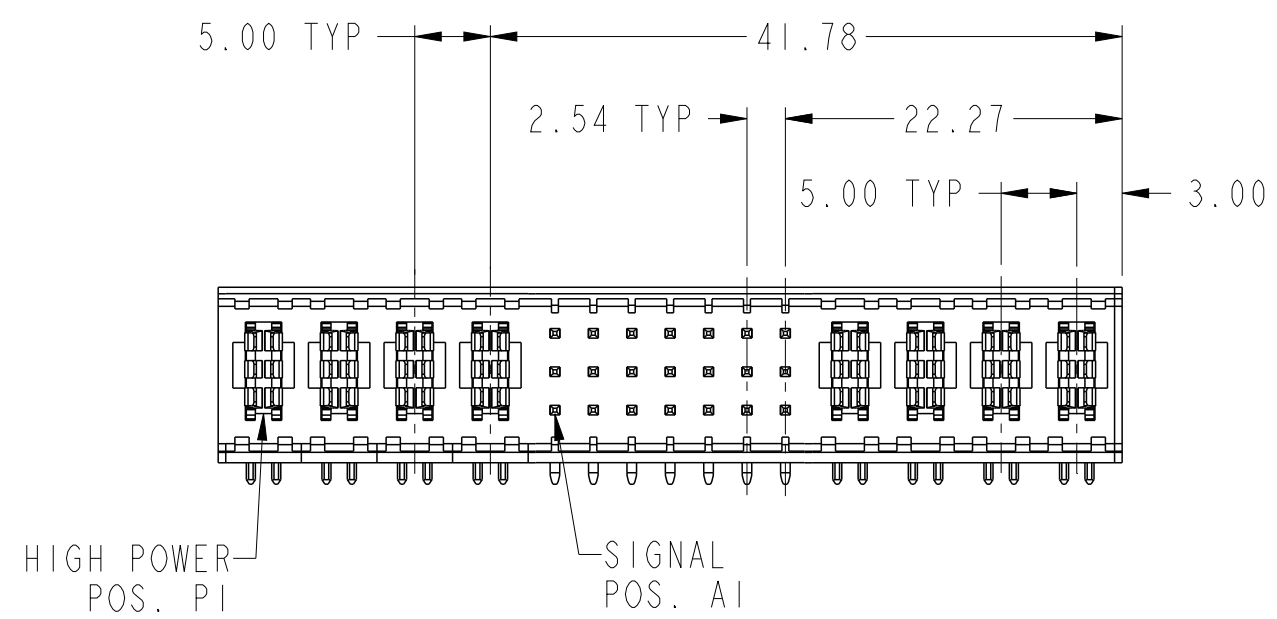 5.00 TYP
41.78
2.54 TYP
22.27
5.00 TYP
3.00
HIGH POWER
POS. P1
SIGNAL
POS. A1